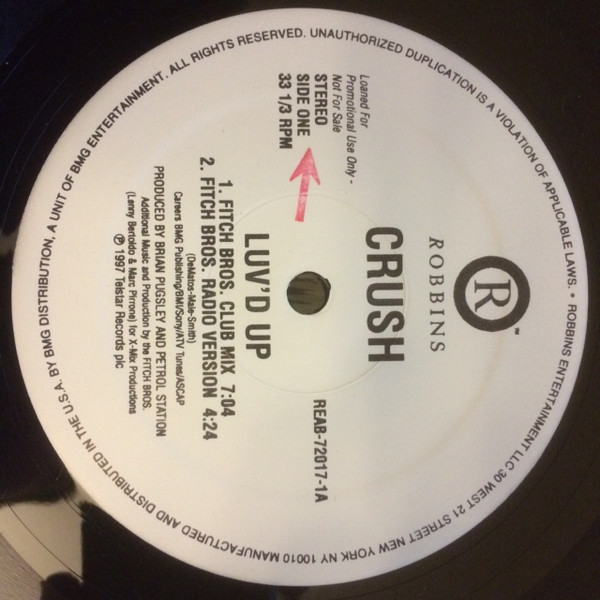 R™
ROBBINS
CRUSH
Loaned For
Promotional Use Only -
Not For Sale
STEREO
SIDE ONE
33 1/3 RPM
REAB-72017-1A
LUV'D UP
1. FITCH BROS. CLUB MIX 7:04
2. FITCH BROS. RADIO VERSION 4:24
(DeMatos-Male-Smith)
Careers BMG Publishing/BMI/Sony/ATV Tunes/ASCAP
PRODUCED BY BRIAN PUGSLEY AND PETROL STATION
Additional Music and Production by the FITCH BROS.
(Lenny Bertoldo & Marc Pirrone) for X-Mix Productions
℗ 1997 Telstar Records plc
ROBBINS ENTERTAINMENT LLC 30 WEST 21 STREET NEW YORK NY 10010 MANUFACTURED AND DISTRIBUTED IN THE U.S.A. BY BMG DISTRIBUTION, A UNIT OF BMG ENTERTAINMENT. ALL RIGHTS RESERVED. UNAUTHORIZED DUPLICATION IS A VIOLATION OF APPLICABLE LAWS. •